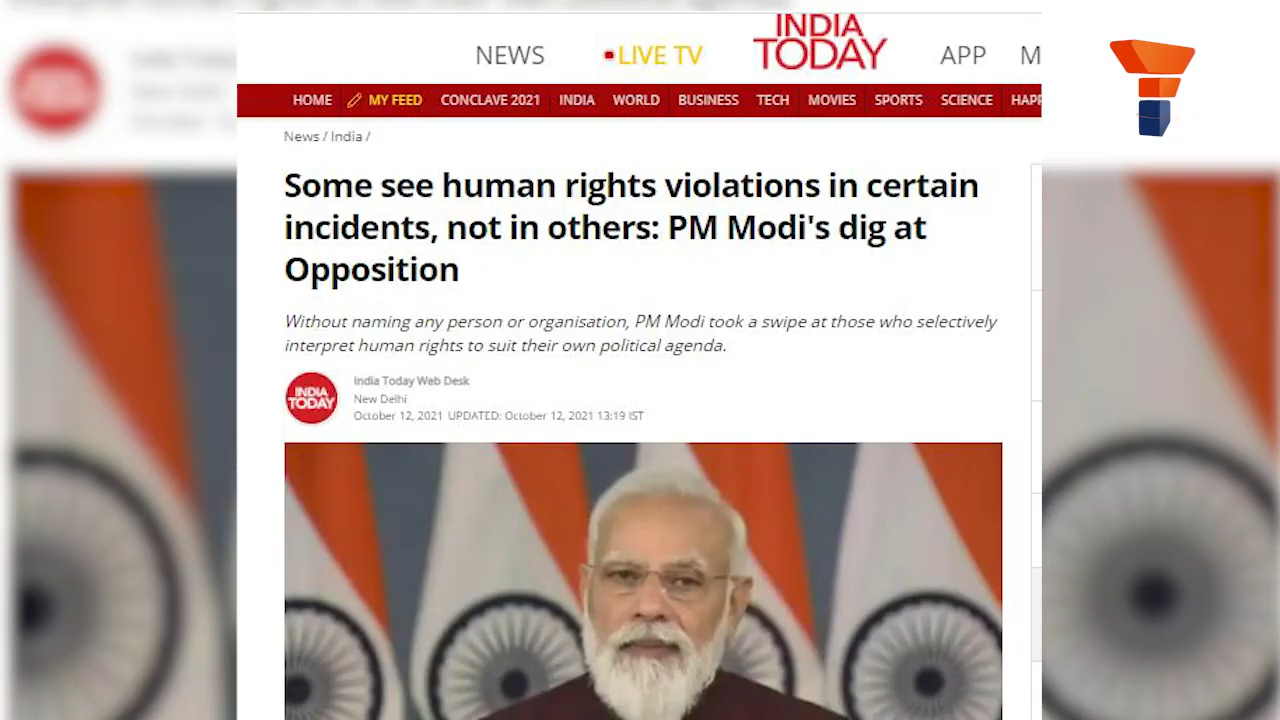 INDIA
TODAY
NEWS
LIVE TV
APP
M
HOME
MY FEED
CONCLAVE 2021
INDIA
WORLD
BUSINESS
TECH
MOVIES
SPORTS
SCIENCE
HAPP
News / India /
Some see human rights violations in certain
incidents, not in others: PM Modi's dig at
Opposition
Without naming any person or organisation, PM Modi took a swipe at those who selectively
interpret human rights to suit their own political agenda.
INDIA
TODAY
India Today Web Desk
New Delhi
October 12, 2021 UPDATED: October 12, 2021 13:19 IST